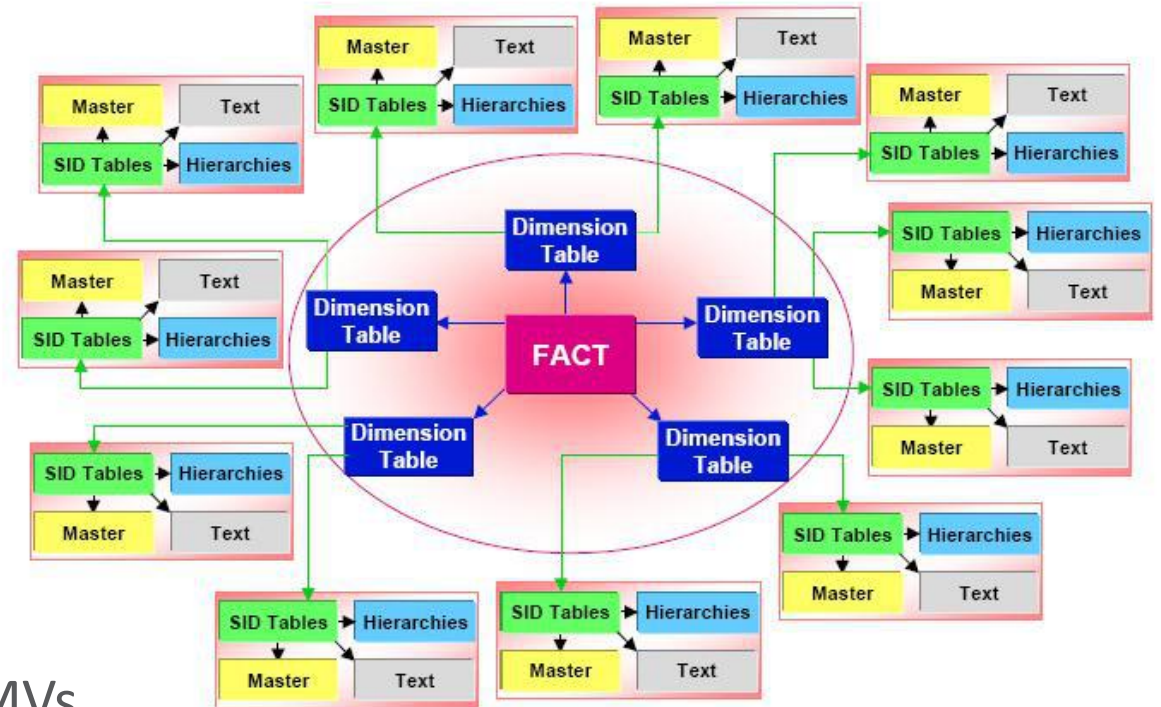 Master
Text
SID Tables
Hierarchies
Master
Text
SID Tables
Hierarchies
Master
Text
SID Tables
Hierarchies
Master
Text
SID Tables
Hierarchies
SID Tables
Hierarchies
Master
Text
Master
Text
SID Tables
Hierarchies
Dimension
Table
Dimension
Table
Dimension
Table
FACT
Dimension
Table
Dimension
Table
SID Tables
Hierarchies
Master
Text
SID Tables
Hierarchies
Master
Text
SID Tables
Hierarchies
Master
Text
SID Tables
Hierarchies
Master
Text
SID Tables
Hierarchies
Master
Text